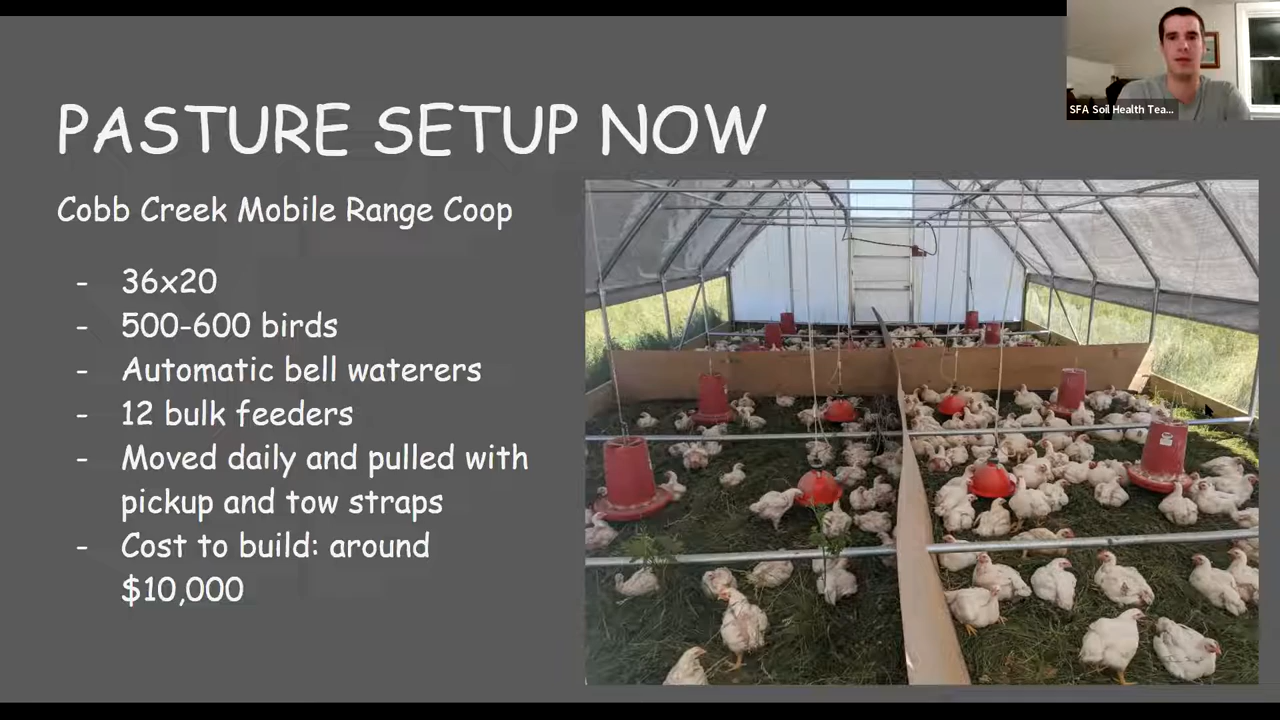 SFA Soil Health Tea...
PASTURE SETUP NOW
Cobb Creek Mobile Range Coop
- 36x20
- 500-600 birds
- Automatic bell waterers
- 12 bulk feeders
- Moved daily and pulled with
pickup and tow straps
- Cost to build: around
$10,000